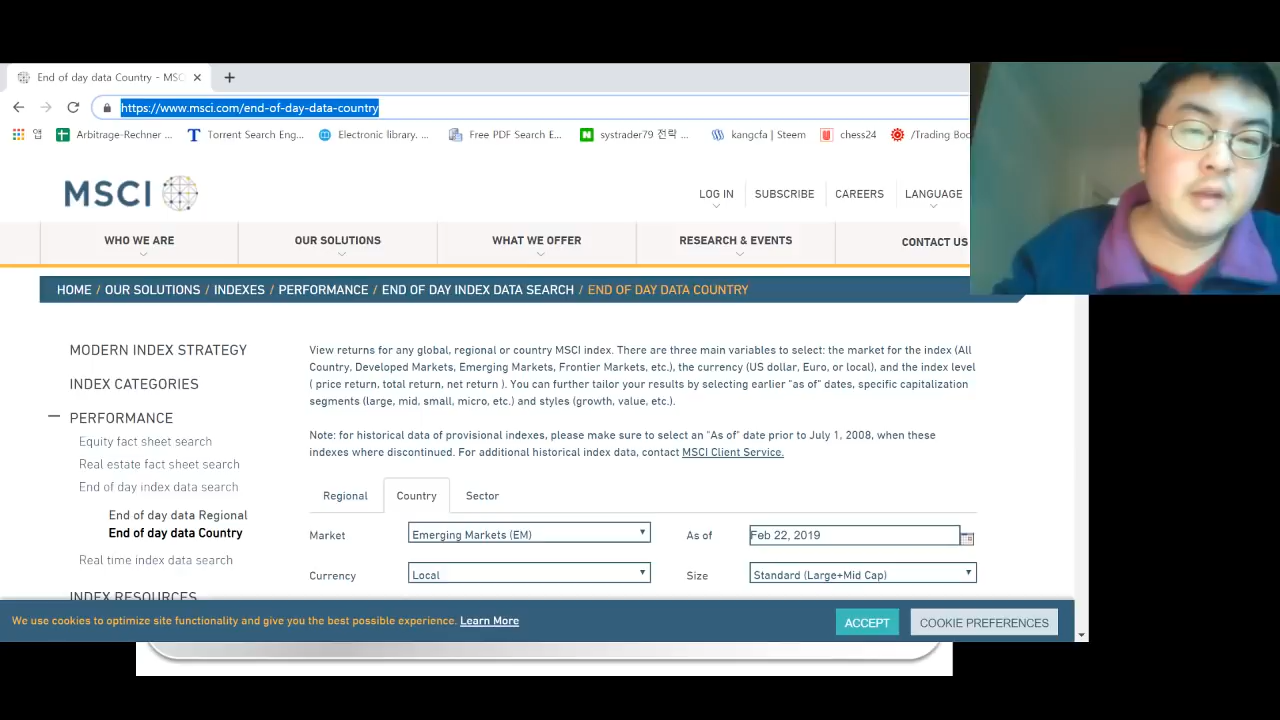 End of day data Country - MSC
https://www.msci.com/end-of-day-data-country
앱 Arbitrage-Rechner ... Torrent Search Eng... Electronic library. ... Free PDF Search E... systrader79 전략 ... kangcfa | Steem chess24 /Trading Boo
MSCI
LOG IN SUBSCRIBE CAREERS LANGUAGE
WHO WE ARE OUR SOLUTIONS WHAT WE OFFER RESEARCH & EVENTS CONTACT US
HOME / OUR SOLUTIONS / INDEXES / PERFORMANCE / END OF DAY INDEX DATA SEARCH / END OF DAY DATA COUNTRY
MODERN INDEX STRATEGY
INDEX CATEGORIES
PERFORMANCE
Equity fact sheet search
Real estate fact sheet search
End of day index data search
End of day data Regional
End of day data Country
Real time index data search
INDEX RESOURCES
View returns for any global, regional or country MSCI index. There are three main variables to select: the market for the index (All
Country, Developed Markets, Emerging Markets, Frontier Markets, etc.), the currency (US dollar, Euro, or local), and the index level
( price return, total return, net return ). You can further tailor your results by selecting earlier "as of" dates, specific capitalization
segments (large, mid, small, micro, etc.) and styles (growth, value, etc.).
Note: for historical data of provisional indexes, please make sure to select an "As of" date prior to July 1, 2008, when these
indexes where discontinued. For additional historical index data, contact MSCI Client Service.
Regional Country Sector
Market Emerging Markets (EM) As of Feb 22, 2019
Currency Local Size Standard (Large+Mid Cap)
We use cookies to optimize site functionality and give you the best possible experience. Learn More ACCEPT COOKIE PREFERENCES